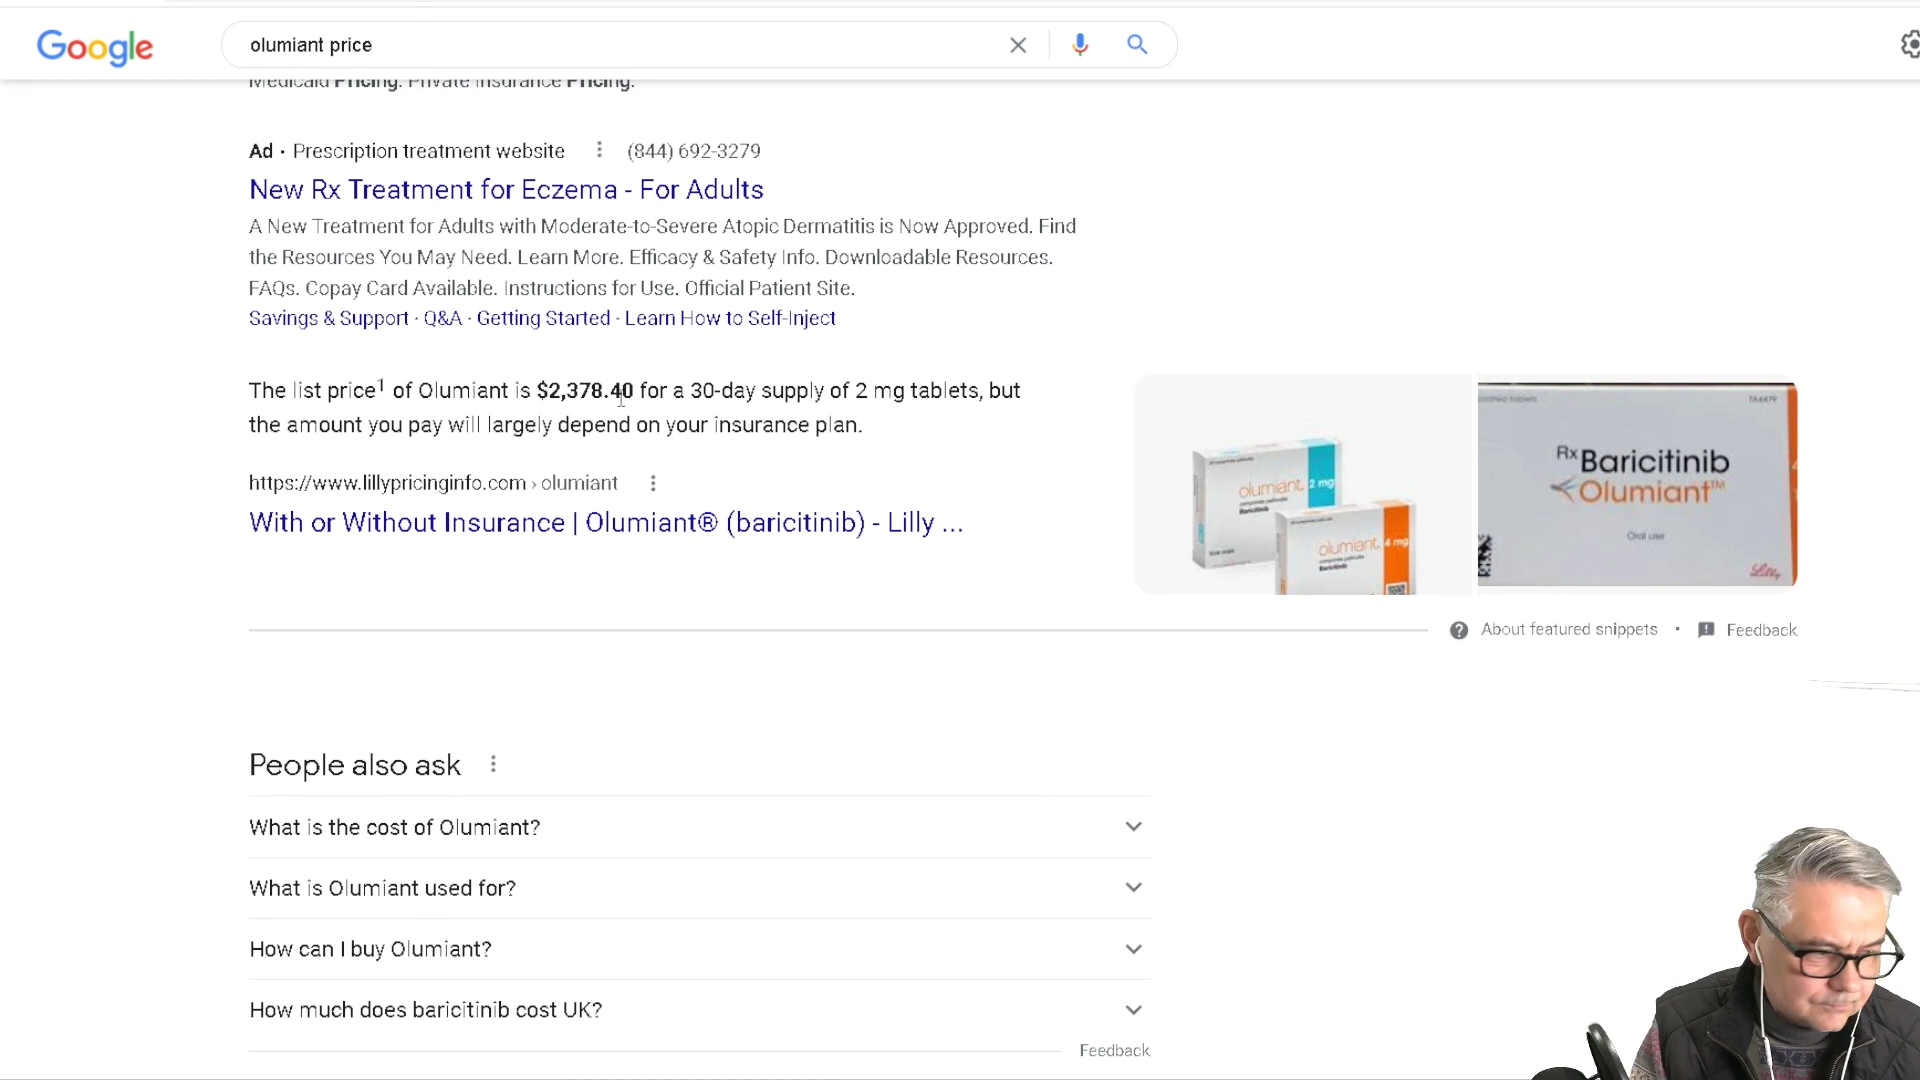 Google
olumiant price
Medicaid Pricing. Private Insurance Pricing.
Ad · Prescription treatment website (844) 692-3279
New Rx Treatment for Eczema - For Adults
A New Treatment for Adults with Moderate-to-Severe Atopic Dermatitis is Now Approved. Find
the Resources You May Need. Learn More. Efficacy & Safety Info. Downloadable Resources.
FAQs. Copay Card Available. Instructions for Use. Official Patient Site.
Savings & Support · Q&A · Getting Started · Learn How to Self-Inject
The list price1 of Olumiant is $2,378.40 for a 30-day supply of 2 mg tablets, but
the amount you pay will largely depend on your insurance plan.
https://www.lillypricinginfo.com › olumiant
With or Without Insurance | Olumiant® (baricitinib) - Lilly ...
olumiant. 2 mg
Baricitinib
olumiant. 4 mg
Baricitinib
TA4479
Rx Baricitinib
Olumiant™
Oral use
Lilly
About featured snippets · Feedback
People also ask
What is the cost of Olumiant?
What is Olumiant used for?
How can I buy Olumiant?
How much does baricitinib cost UK?
Feedback